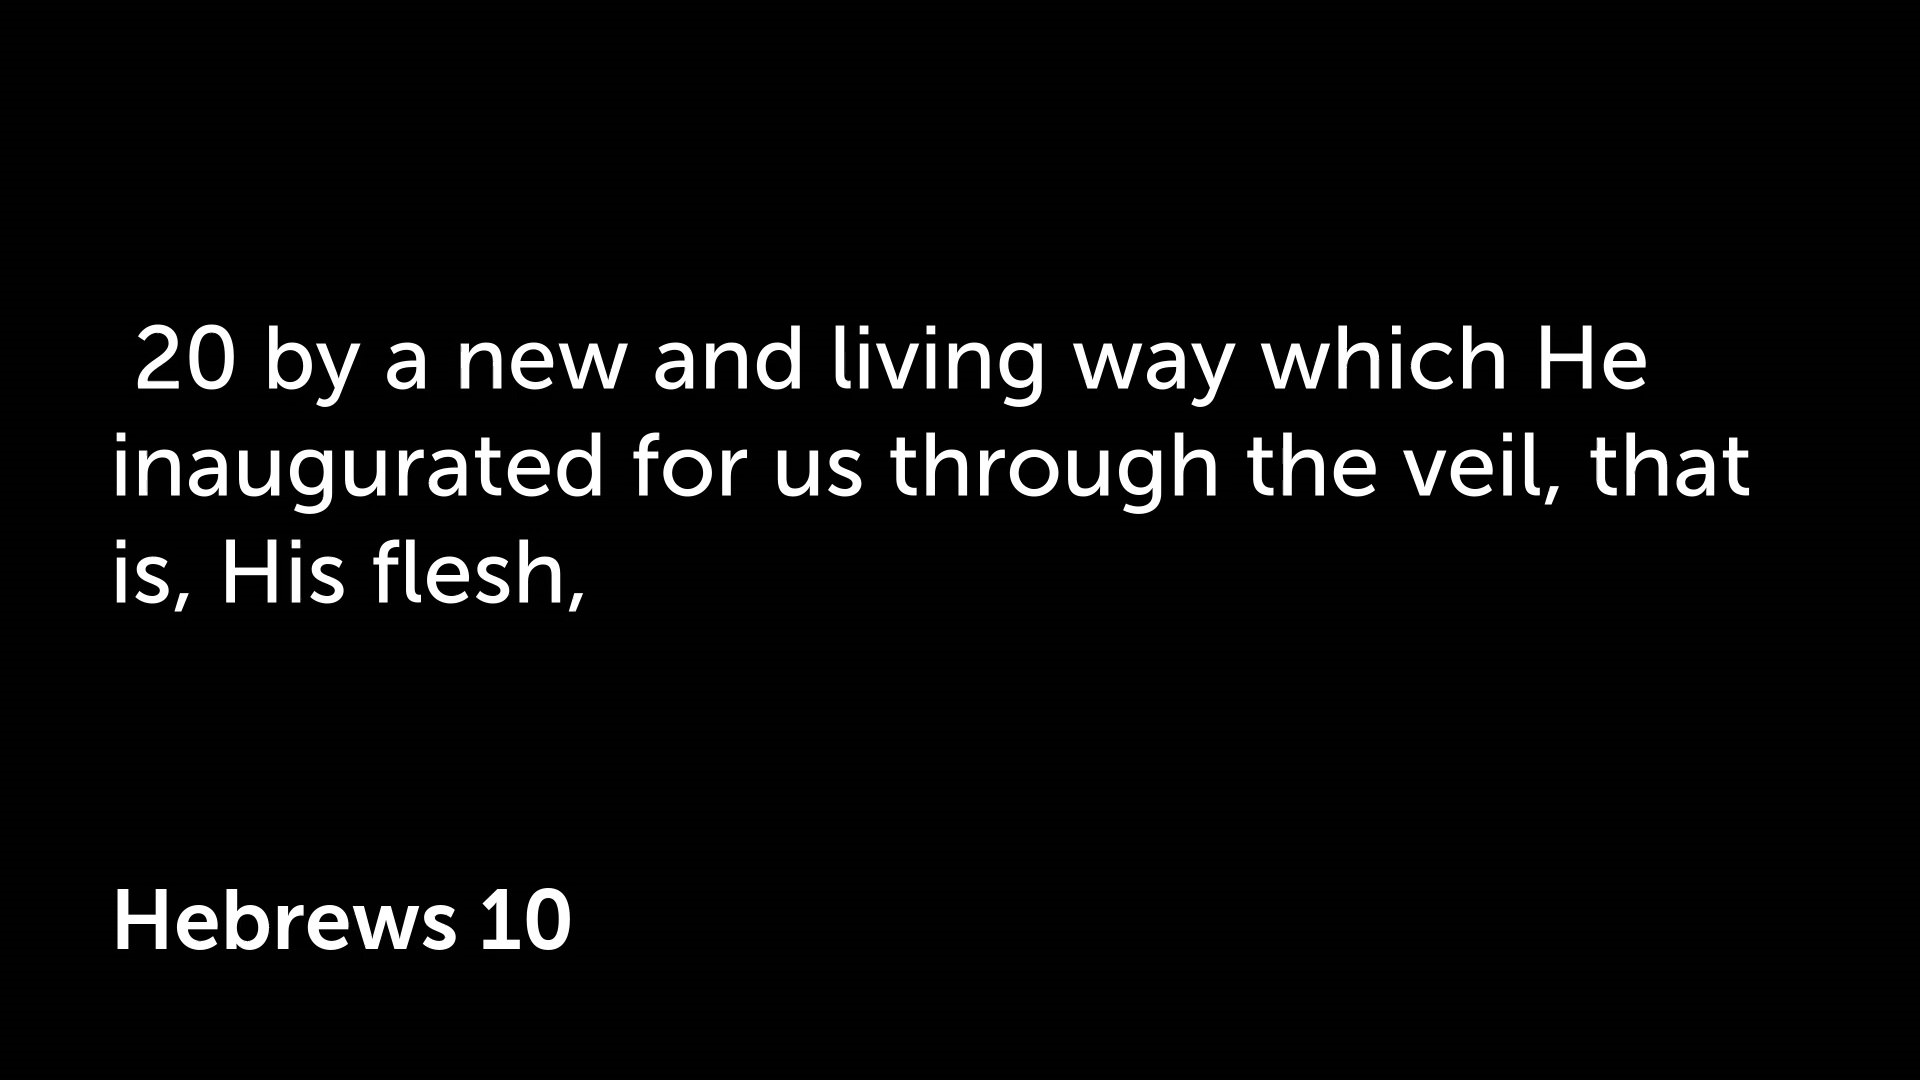 20 by a new and living way which He
inaugurated for us through the veil, that
is, His flesh,
Hebrews 10